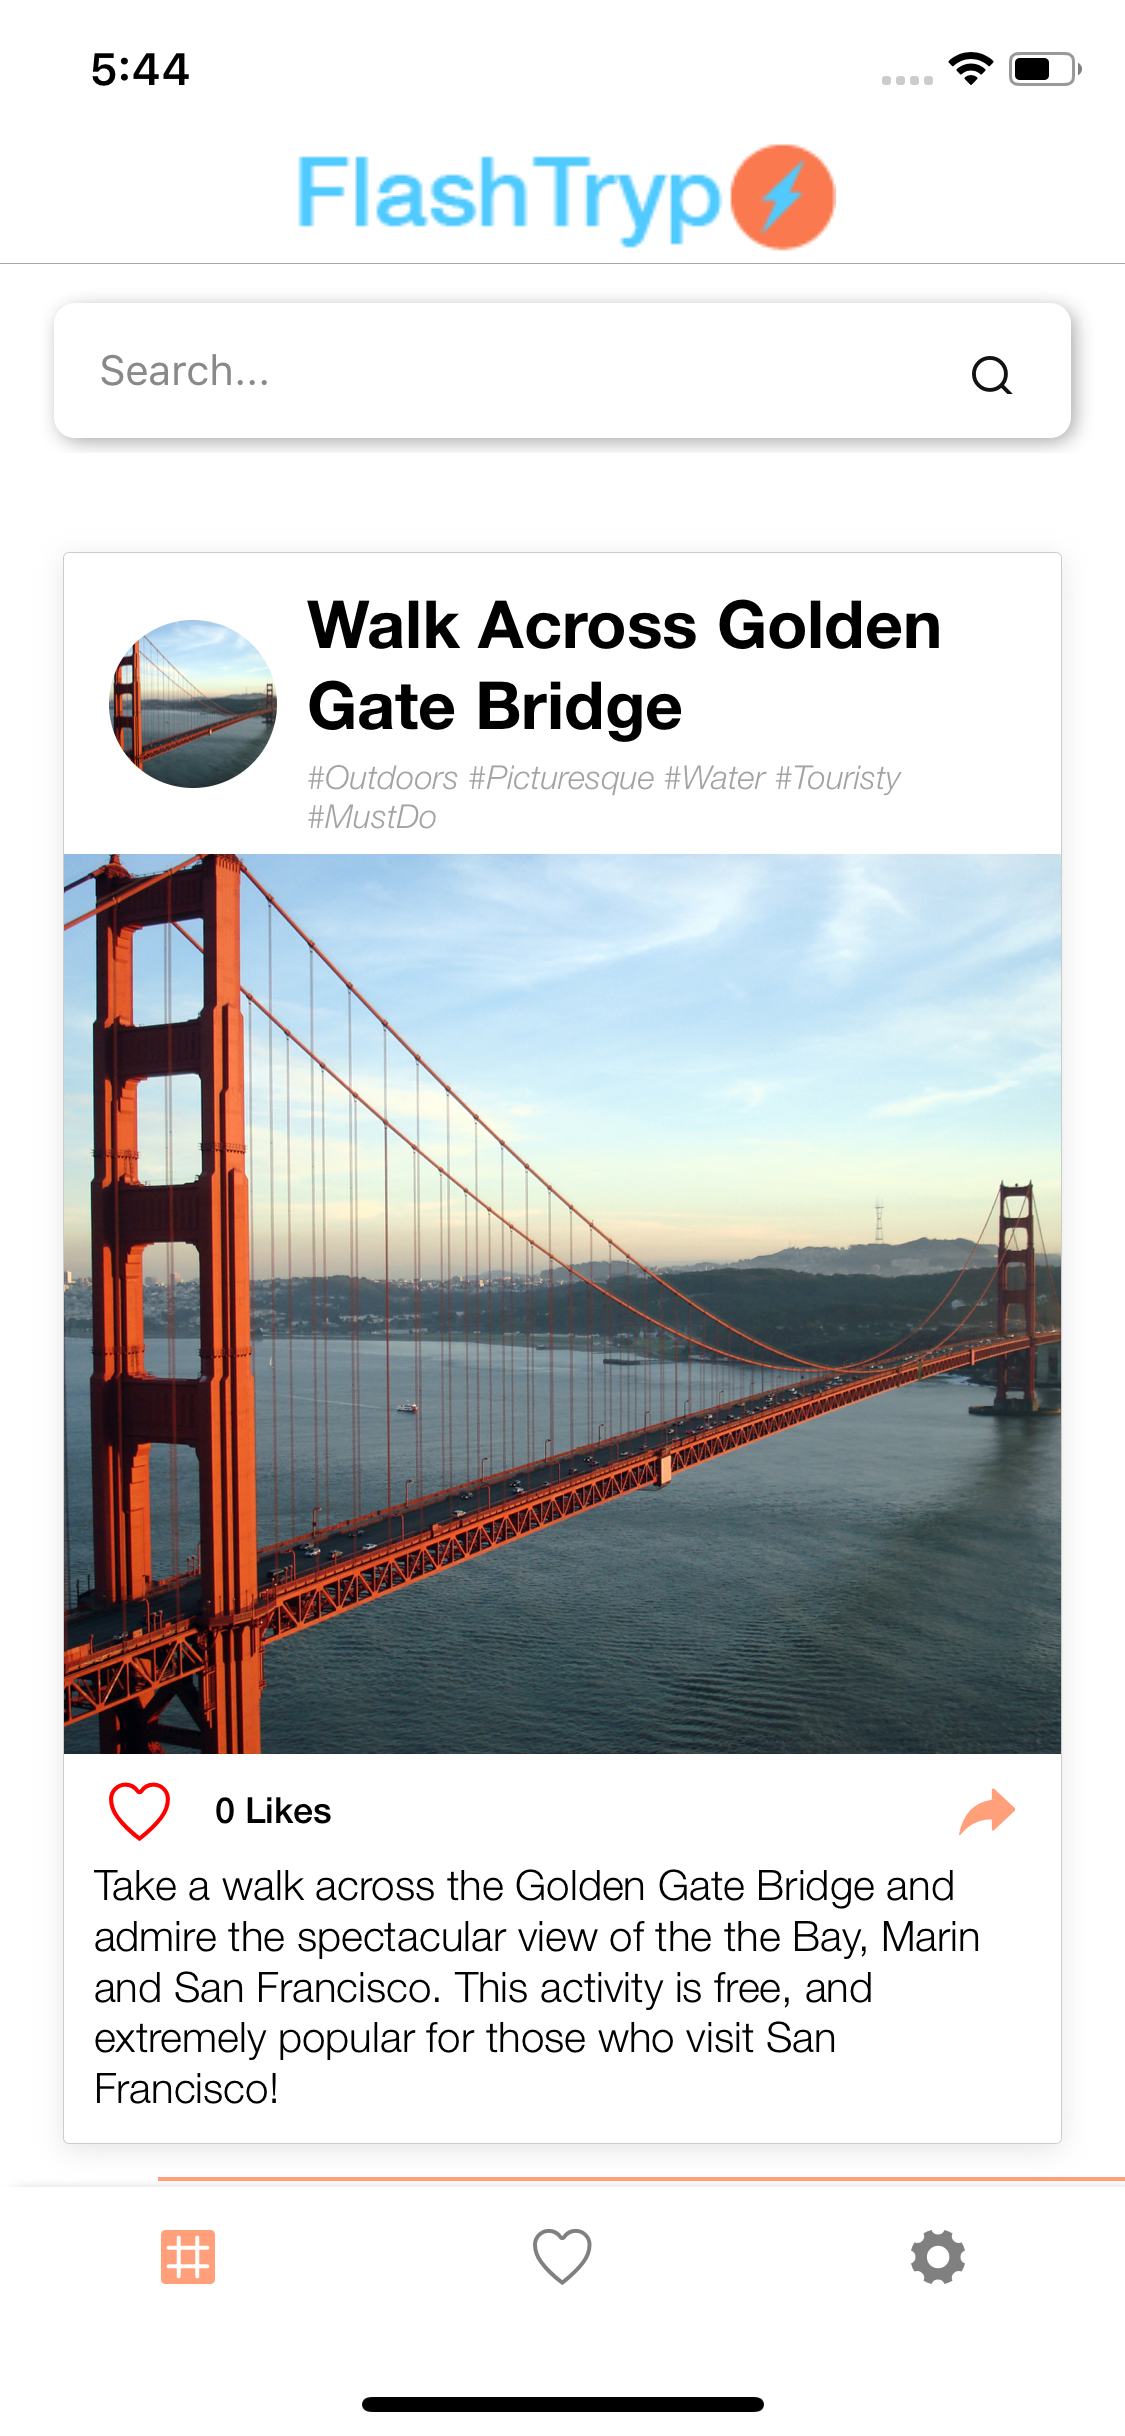 5:44
FlashTryp
Search...
Walk Across Golden
Gate Bridge
#Outdoors #Picturesque #Water #Touristy
#MustDo
0 Likes
Take a walk across the Golden Gate Bridge and
admire the spectacular view of the the Bay, Marin
and San Francisco. This activity is free, and
extremely popular for those who visit San
Francisco!